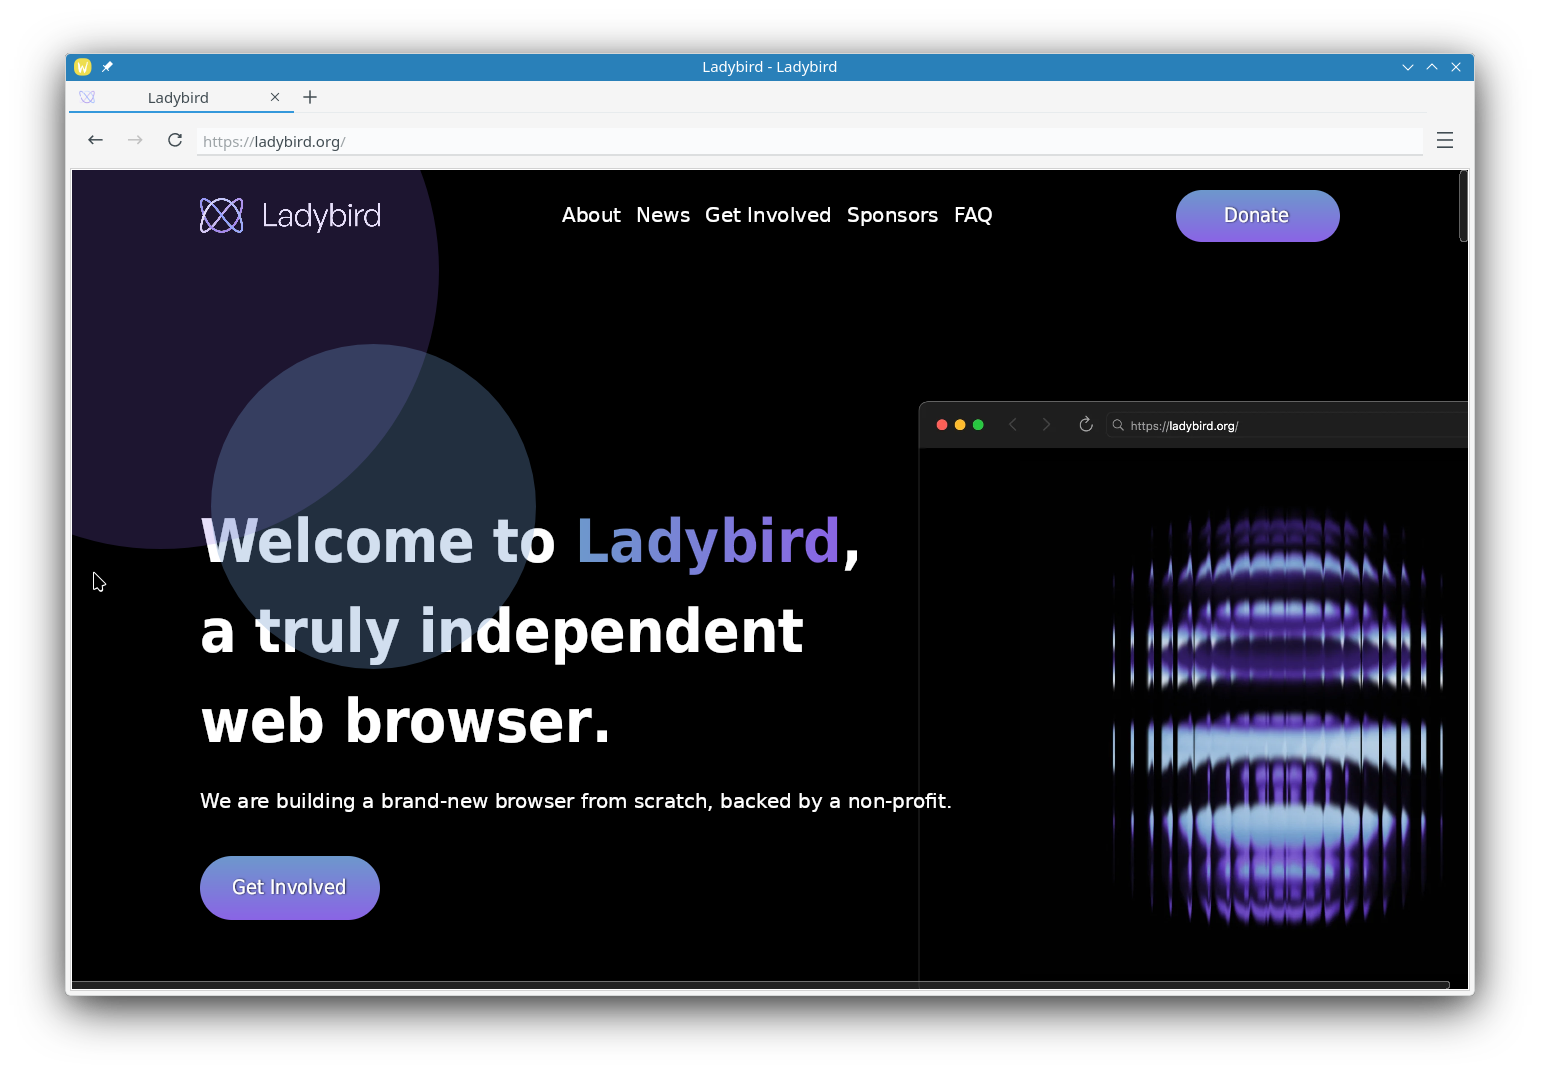 Ladybird - Ladybird
Ladybird
https://ladybird.org/
Ladybird
About News Get Involved Sponsors FAQ
Donate
https://ladybird.org/
Welcome to Ladybird,
a truly independent
web browser.
We are building a brand-new browser from scratch, backed by a non-profit.
Get Involved